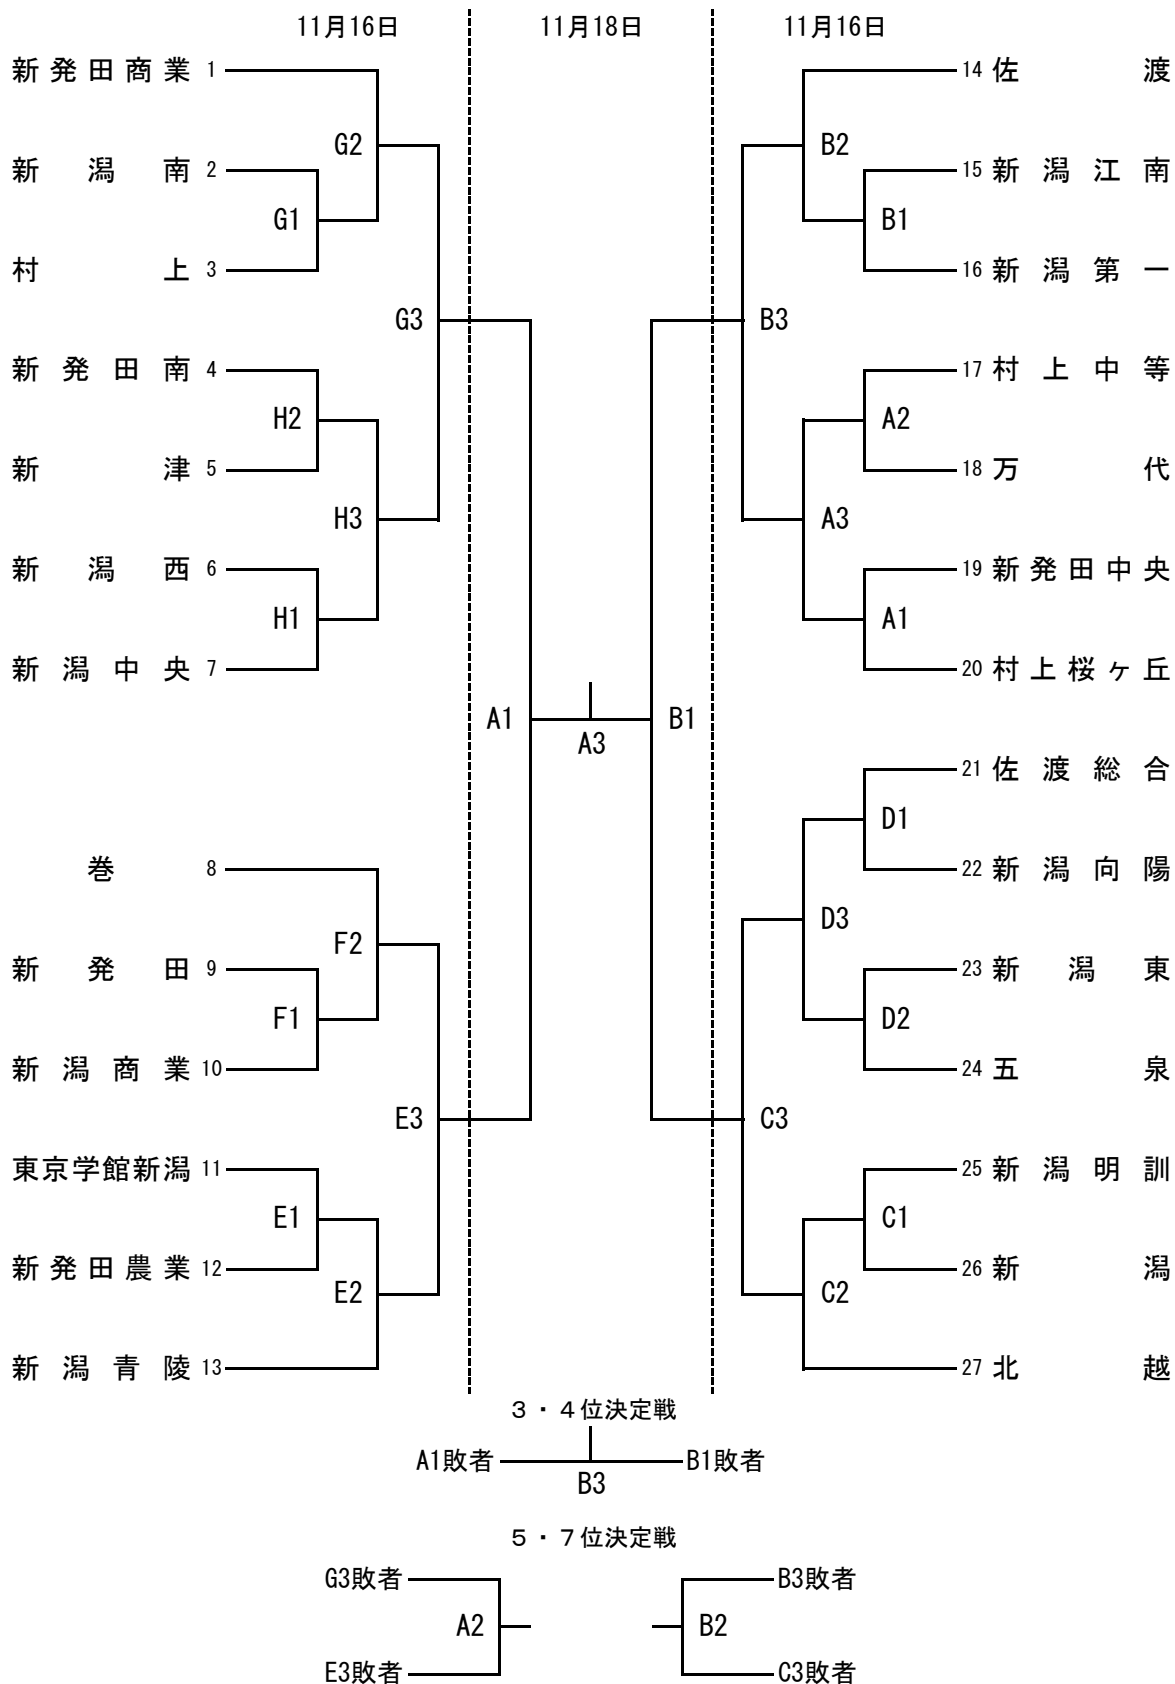 11月16日 11月18日 11月16日
新発田商業 1 14 佐渡
G2 B2
新潟南 2 15 新潟江南
G1 B1
村上 3 16 新潟第一
G3 B3
新発田南 4 17 村上中等
H2 A2
新津 5 18 万代
H3 A3
新潟西 6 19 新発田中央
H1 A1
新潟中央 7 20 村上桜ヶ丘
A1 B1
A3
21 佐渡総合
D1
巻 8 22 新潟向陽
D3
F2
新発田 9 23 新潟東
F1 D2
新潟商業 10 24 五泉
E3 C3
東京学館新潟 11 25 新潟明訓
E1 C1
新発田農業 12 26 新潟
E2 C2
新潟青陵 13 27 北越
３・４位決定戦
A1敗者 B1敗者
B3
５・７位決定戦
G3敗者 B3敗者
A2 B2
E3敗者 C3敗者